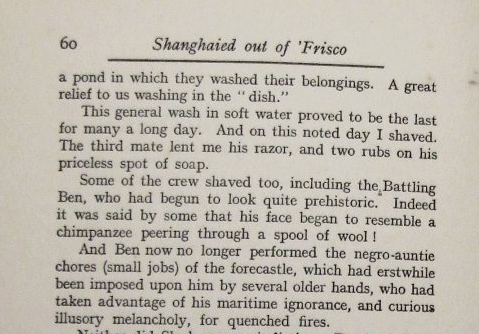 60 Shanghaied out of 'Frisco
a pond in which they washed their belongings. A great
relief to us washing in the "dish."
This general wash in soft water proved to be the last
for many a long day. And on this noted day I shaved.
The third mate lent me his razor, and two rubs on his
priceless spot of soap.
Some of the crew shaved too, including the Battling
Ben, who had begun to look quite prehistoric. Indeed
it was said by some that his face began to resemble a
chimpanzee peering through a spool of wool!
And Ben now no longer performed the negro-auntie
chores (small jobs) of the forecastle, which had erstwhile
been imposed upon him by several older hands, who had
taken advantage of his maritime ignorance, and curious
illusory melancholy, for quenched fires.